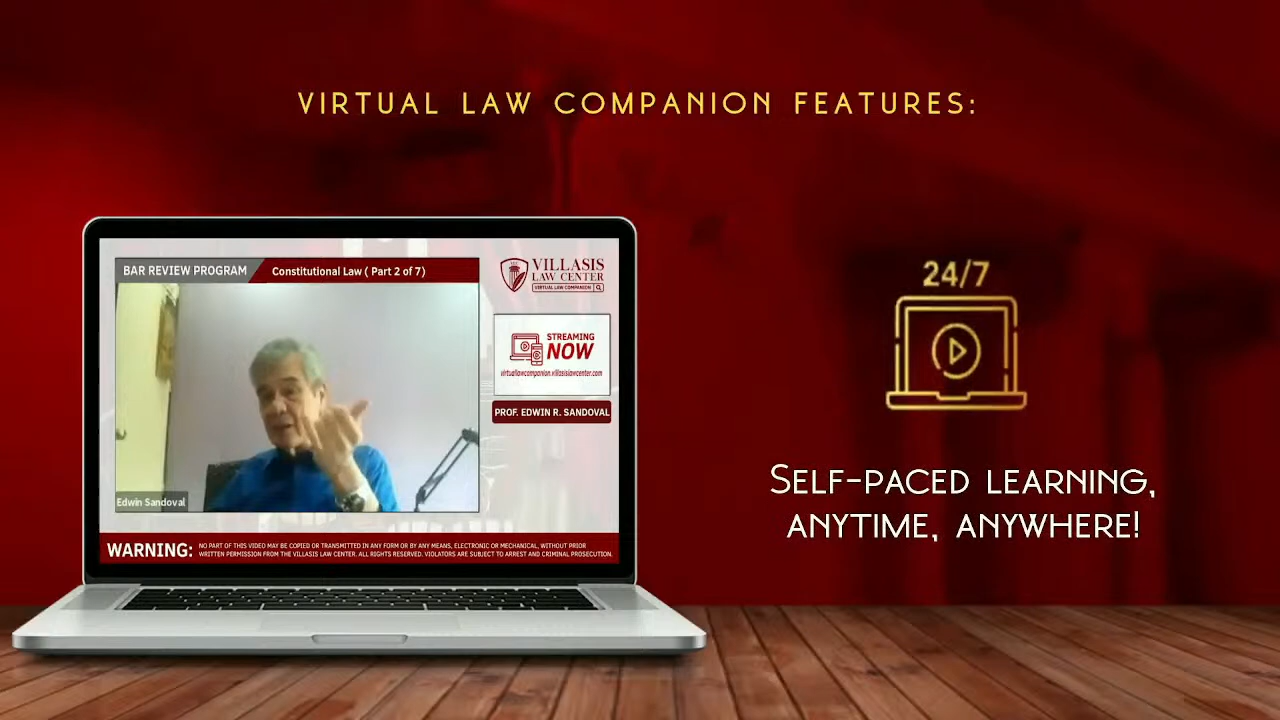 VIRTUAL LAW COMPANION FEATURES:
BAR REVIEW PROGRAM
Constitutional Law ( Part 2 of 7)
VILLASIS
LAW CENTER
VIRTUAL LAW COMPANION
STREAMING
NOW
virtuallawcompanion.villasislawcenter.com
PROF. EDWIN R. SANDOVAL
Edwin Sandoval
WARNING:
NO PART OF THIS VIDEO MAY BE COPIED OR TRANSMITTED IN ANY FORM OR BY ANY MEANS, ELECTRONIC OR MECHANICAL, WITHOUT PRIOR
WRITTEN PERMISSION FROM THE VILLASIS LAW CENTER. ALL RIGHTS RESERVED. VIOLATORS ARE SUBJECT TO ARREST AND CRIMINAL PROSECUTION.
24/7
SELF-PACED LEARNING,
ANYTIME, ANYWHERE!